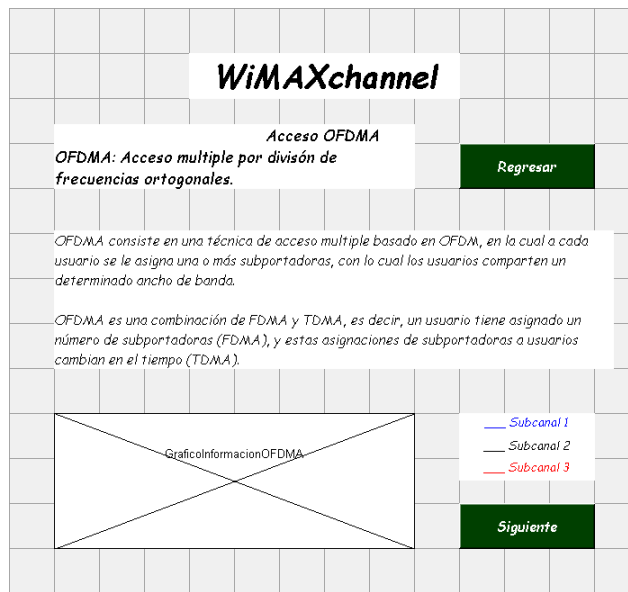 WiMAXchannel
Acceso OFDMA
OFDMA: Acceso multiple por divisón de
frecuencias ortogonales.
Regresar
OFDMA consiste en una técnica de acceso multiple basado en OFDM, en la cual a cada
usuario se le asigna una o más subportadoras, con lo cual los usuarios comparten un
determinado ancho de banda.
OFDMA es una combinación de FDMA y TDMA, es decir, un usuario tiene asignado un
número de subportadoras (FDMA), y estas asignaciones de subportadoras a usuarios
cambian en el tiempo (TDMA).
GraficoInformacionOFDMA
___ Subcanal 1
___ Subcanal 2
___ Subcanal 3
Siguiente